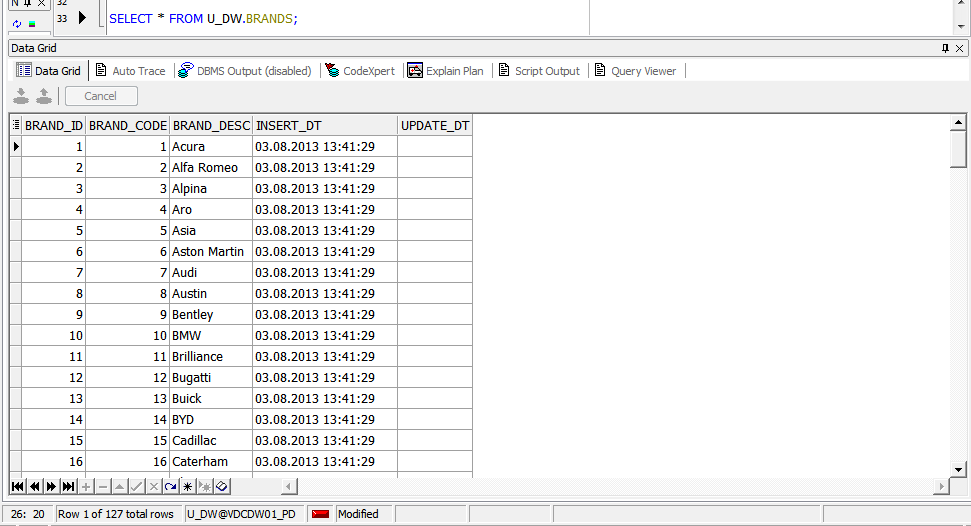 N
32
33 SELECT * FROM U_DW.BRANDS;
Data Grid
Data Grid Auto Trace DBMS Output (disabled) CodeXpert Explain Plan Script Output Query Viewer
Cancel
BRAND_ID BRAND_CODE BRAND_DESC INSERT_DT UPDATE_DT
1 1 Acura 03.08.2013 13:41:29
2 2 Alfa Romeo 03.08.2013 13:41:29
3 3 Alpina 03.08.2013 13:41:29
4 4 Aro 03.08.2013 13:41:29
5 5 Asia 03.08.2013 13:41:29
6 6 Aston Martin 03.08.2013 13:41:29
7 7 Audi 03.08.2013 13:41:29
8 8 Austin 03.08.2013 13:41:29
9 9 Bentley 03.08.2013 13:41:29
10 10 BMW 03.08.2013 13:41:29
11 11 Brilliance 03.08.2013 13:41:29
12 12 Bugatti 03.08.2013 13:41:29
13 13 Buick 03.08.2013 13:41:29
14 14 BYD 03.08.2013 13:41:29
15 15 Cadillac 03.08.2013 13:41:29
16 16 Caterham 03.08.2013 13:41:29
26: 20 Row 1 of 127 total rows U_DW@VDCDW01_PD Modified